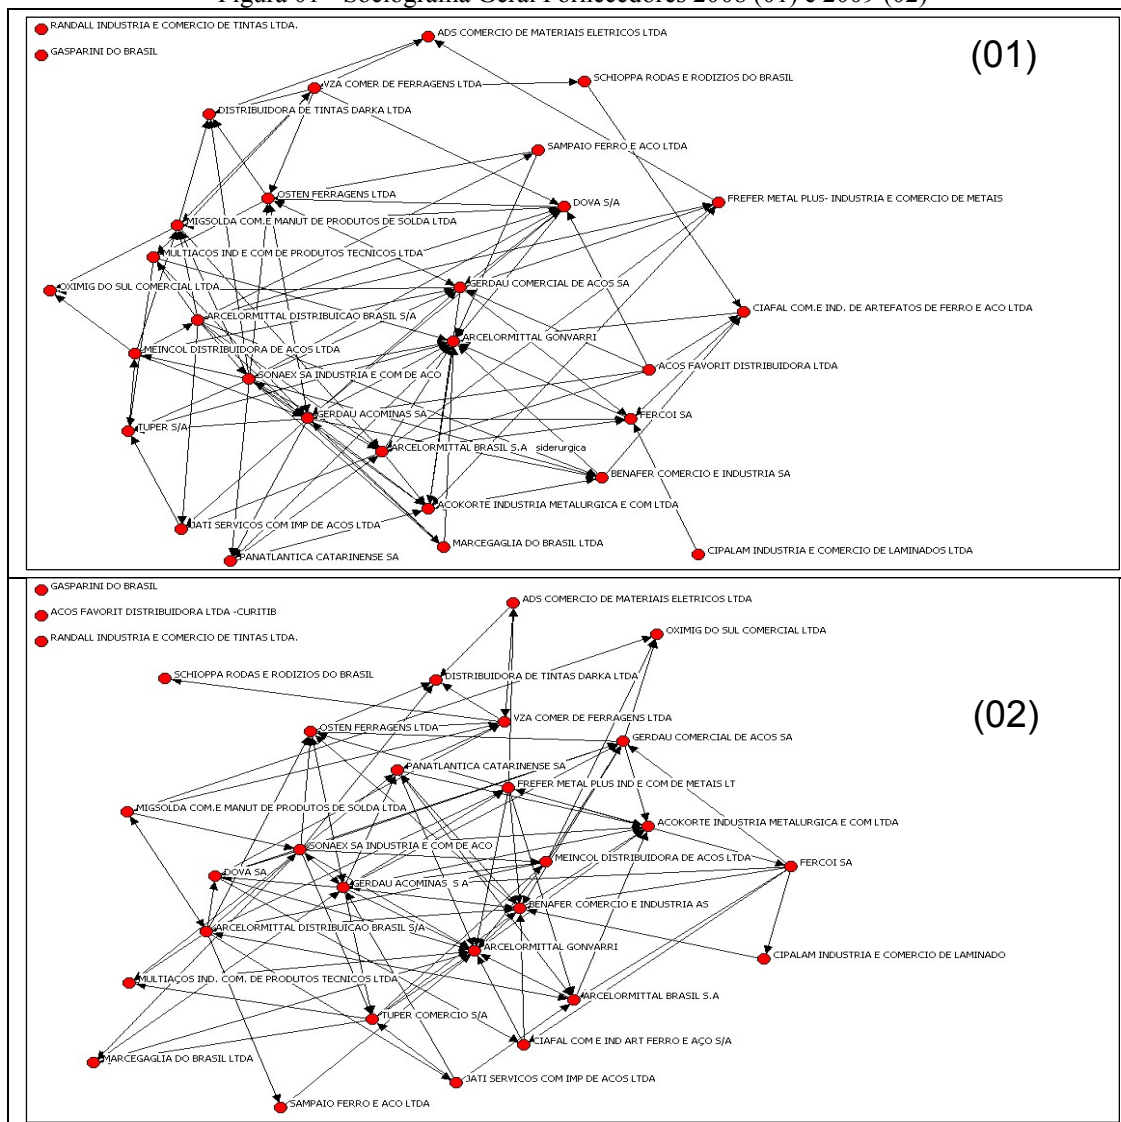 Figura 01 - Sociograma Geral Fornecedores 2008 (01) e 2009 (02)
RANDALL INDUSTRIA E COMERCIO DE TINTAS LTDA.
GASPARINI DO BRASIL
ADS COMERCIO DE MATERIAIS ELETRICOS LTDA
(01)
SCHIOPPA RODAS E RODIZIOS DO BRASIL
VZA COMER DE FERRAGENS LTDA
DISTRIBUIDORA DE TINTAS DARKA LTDA
SAMPAIO FERRO E ACO LTDA
OSTEN FERRAGENS LTDA
DOVA S/A
FREFER METAL PLUS- INDUSTRIA E COMERCIO DE METAIS
MIGSOLDA COM.E MANUT DE PRODUTOS DE SOLDA LTDA
MULTIACOS IND E COM DE PRODUTOS TECNICOS LTDA
OXIMIG DO SUL COMERCIAL LTDA
GERDAU COMERCIAL DE ACOS SA
CIAFAL COM.E IND. DE ARTEFATOS DE FERRO E ACO LTDA
ARCELORMITTAL DISTRIBUICAO BRASIL S/A
ARCELORMITTAL GONVARRI
MEINCOL DISTRIBUIDORA DE ACOS LTDA
ACOS FAVORIT DISTRIBUIDORA LTDA
SONAEX SA INDUSTRIA E COM DE ACO
GERDAU ACOMINAS SA
FERCOI SA
TUPER S/A
ARCELORMITTAL BRASIL S.A siderurgica
BENAFER COMERCIO E INDUSTRIA SA
ACOKORTE INDUSTRIA METALURGICA E COM LTDA
JATI SERVICOS COM IMP DE ACOS LTDA
MARCEGAGLIA DO BRASIL LTDA
CIPALAM INDUSTRIA E COMERCIO DE LAMINADOS LTDA
PANATLANTICA CATARINENSE SA
GASPARINI DO BRASIL
ACOS FAVORIT DISTRIBUIDORA LTDA -CURITIB
RANDALL INDUSTRIA E COMERCIO DE TINTAS LTDA.
ADS COMERCIO DE MATERIAIS ELETRICOS LTDA
OXIMIG DO SUL COMERCIAL LTDA
SCHIOPPA RODAS E RODIZIOS DO BRASIL
DISTRIBUIDORA DE TINTAS DARKA LTDA
(02)
VZA COMER DE FERRAGENS LTDA
OSTEN FERRAGENS LTDA
GERDAU COMERCIAL DE ACOS SA
PANATLANTICA CATARINENSE SA
FREFER METAL PLUS IND E COM DE METAIS LT
MIGSOLDA COM.E MANUT DE PRODUTOS DE SOLDA LTDA
ACOKORTE INDUSTRIA METALURGICA E COM LTDA
SONAEX SA INDUSTRIA E COM DE ACO
MEINCOL DISTRIBUIDORA DE ACOS LTDA
FERCOI SA
DOVA SA
GERDAU ACOMINAS S A
BENAFER COMERCIO E INDUSTRIA AS
ARCELORMITTAL DISTRIBUICAO BRASIL S/A
ARCELORMITTAL GONVARRI
CIPALAM INDUSTRIA E COMERCIO DE LAMINADO
MULTIAÇOS IND. COM. DE PRODUTOS TECNICOS LTDA
ARCELORMITTAL BRASIL S.A
TUPER COMERCIO S/A
CIAFAL COM E IND ART FERRO E AÇO S/A
MARCEGAGLIA DO BRASIL LTDA
JATI SERVICOS COM IMP DE ACOS LTDA
SAMPAIO FERRO E ACO LTDA